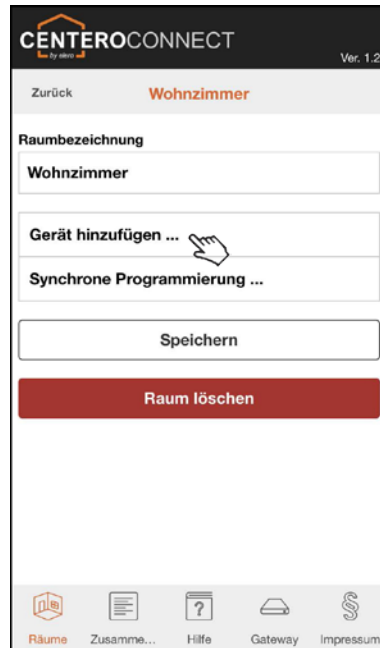 CENTEROCONNECT
by elero
Ver. 1.2
Zurück
Wohnzimmer
Raumbezeichnung
Wohnzimmer
Gerät hinzufügen ...
Synchrone Programmierung ...
Speichern
Raum löschen
Räume Zusamme... Hilfe Gateway Impressum